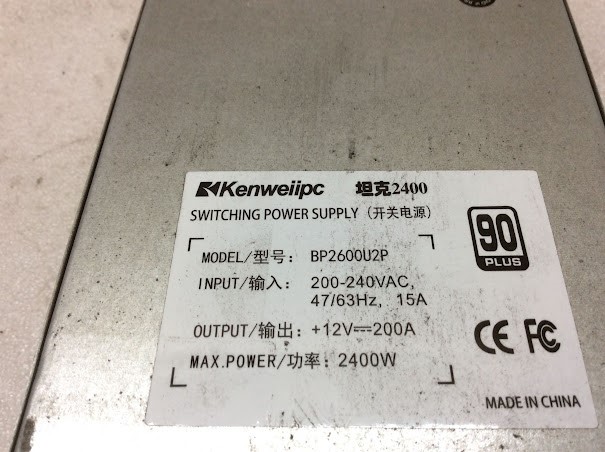 Kenweiipc 坦克2400
SWITCHING POWER SUPPLY (开关电源)
MODEL/型号: BP2600U2P
INPUT/输入: 200-240VAC,
47/63Hz, 15A
OUTPUT/输出: +12V⎓200A
MAX.POWER/功率: 2400W
90
PLUS
CE FC
MADE IN CHINA